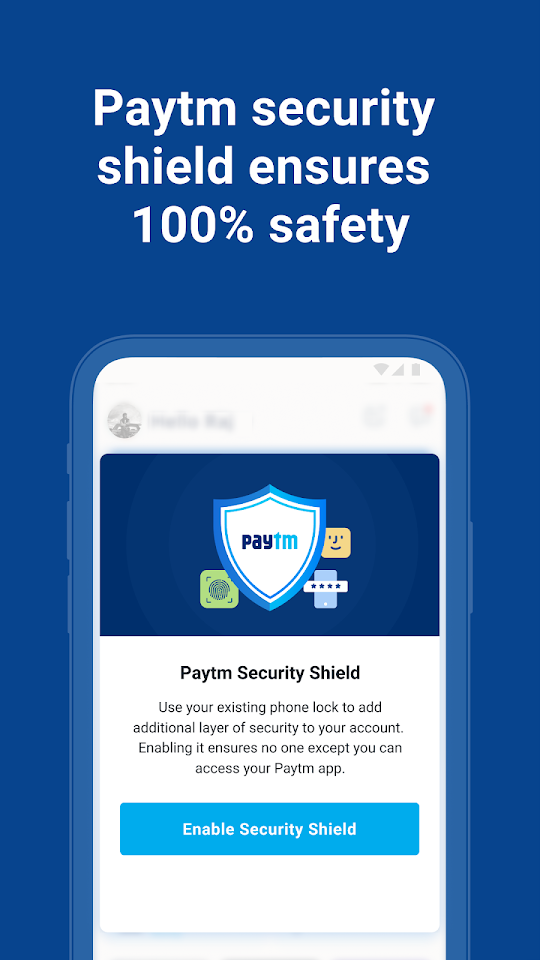 Paytm security
shield ensures
100% safety
Hello Raj
paytm
Paytm Security Shield
Use your existing phone lock to add
additional layer of security to your account.
Enabling it ensures no one except you can
access your Paytm app.
Enable Security Shield